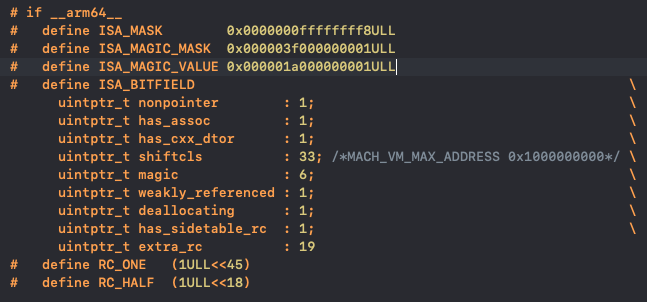 # if __arm64__
#   define ISA_MASK        0x0000000ffffffff8ULL
#   define ISA_MAGIC_MASK  0x000003f000000001ULL
#   define ISA_MAGIC_VALUE 0x000001a000000001ULL
#   define ISA_BITFIELD                                                      \
      uintptr_t nonpointer        : 1;                                       \
      uintptr_t has_assoc         : 1;                                       \
      uintptr_t has_cxx_dtor      : 1;                                       \
      uintptr_t shiftcls          : 33; /*MACH_VM_MAX_ADDRESS 0x1000000000*/ \
      uintptr_t magic             : 6;                                       \
      uintptr_t weakly_referenced : 1;                                       \
      uintptr_t deallocating      : 1;                                       \
      uintptr_t has_sidetable_rc  : 1;                                       \
      uintptr_t extra_rc          : 19
#   define RC_ONE   (1ULL<<45)
#   define RC_HALF  (1ULL<<18)